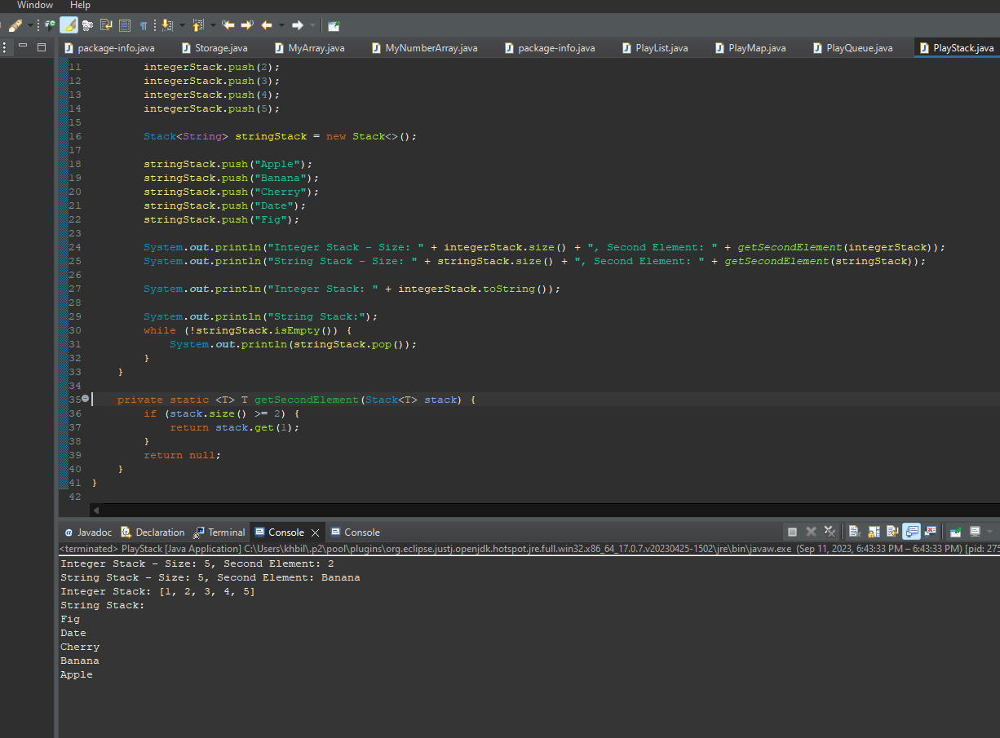 Window Help
package-info.java Storage.java MyArray.java MyNumberArray.java package-info.java PlayList.java PlayMap.java PlayQueue.java PlayStack.java
11 integerStack.push(2);
12 integerStack.push(3);
13 integerStack.push(4);
14 integerStack.push(5);
15
16 Stack<String> stringStack = new Stack<>();
17
18 stringStack.push("Apple");
19 stringStack.push("Banana");
20 stringStack.push("Cherry");
21 stringStack.push("Date");
22 stringStack.push("Fig");
23
24 System.out.println("Integer Stack - Size: " + integerStack.size() + ", Second Element: " + getSecondElement(integerStack));
25 System.out.println("String Stack - Size: " + stringStack.size() + ", Second Element: " + getSecondElement(stringStack));
26
27 System.out.println("Integer Stack: " + integerStack.toString());
28
29 System.out.println("String Stack:");
30 while (!stringStack.isEmpty()) {
31 System.out.println(stringStack.pop());
32 }
33 }
34
35 private static <T> T getSecondElement(Stack<T> stack) {
36 if (stack.size() >= 2) {
37 return stack.get(1);
38 }
39 return null;
40 }
41 }
42
@ Javadoc Declaration Terminal Console Console
<terminated> PlayStack [Java Application] C:\Users\khbil\.p2\pool\plugins\org.eclipse.justj.openjdk.hotspot.jre.full.win32.x86_64_17.0.7.v20230425-1502\jre\bin\javaw.exe (Sep 11, 2023, 6:43:33 PM – 6:43:33 PM) [pid: 275
Integer Stack - Size: 5, Second Element: 2
String Stack - Size: 5, Second Element: Banana
Integer Stack: [1, 2, 3, 4, 5]
String Stack:
Fig
Date
Cherry
Banana
Apple